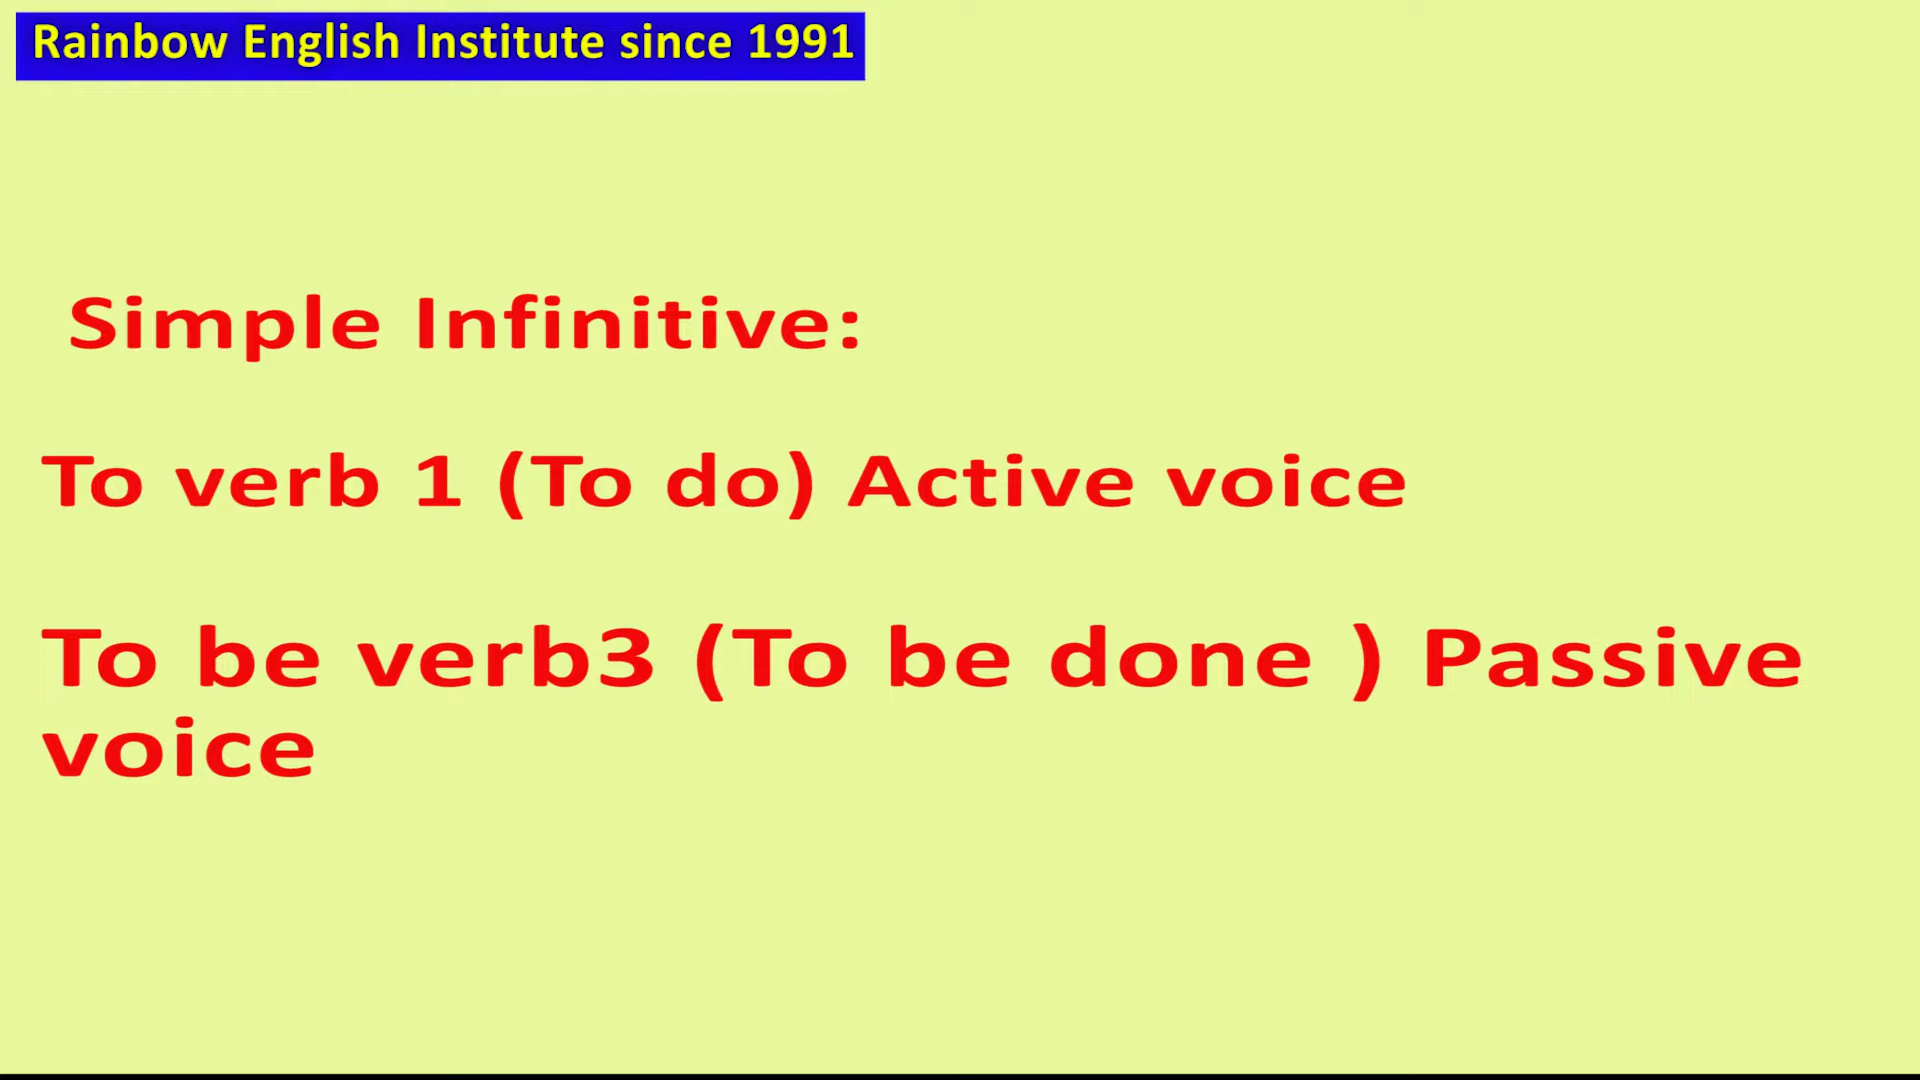 Rainbow English Institute since 1991
Simple Infinitive:
To verb 1 (To do) Active voice
To be verb3 (To be done ) Passive
voice